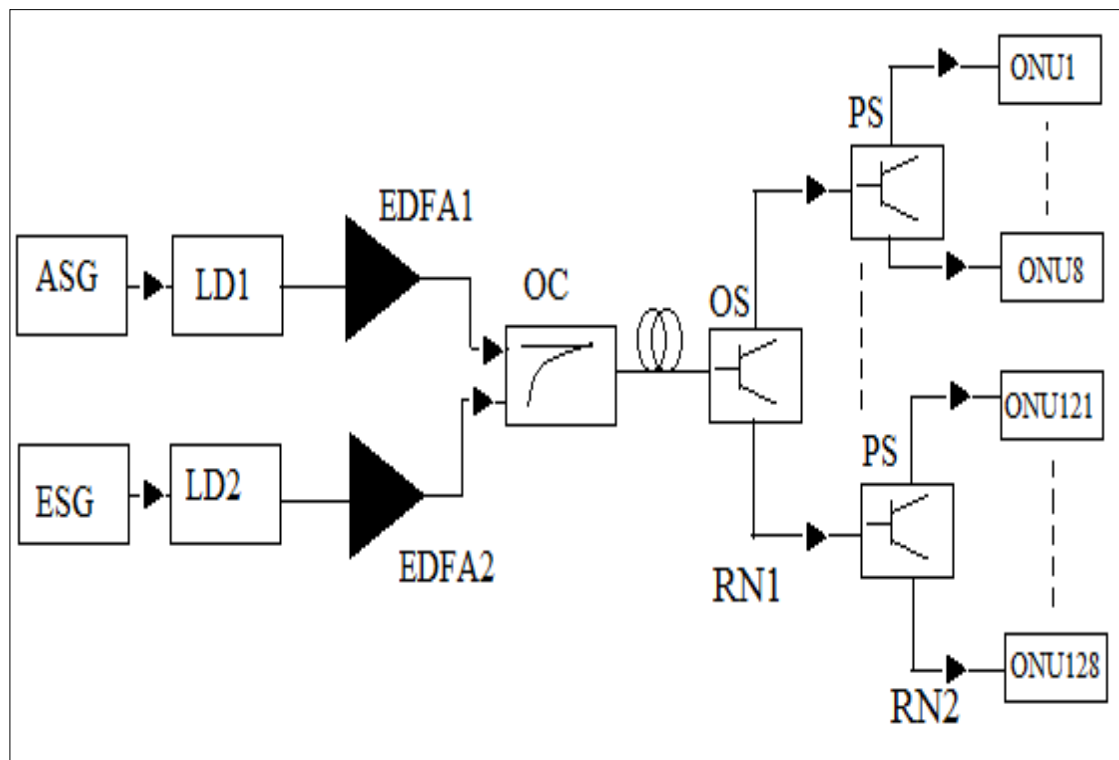 ASG
LD1
EDFA1
ESG
LD2
EDFA2
OC
OS
RN1
PS
ONU1
ONU8
PS
ONU121
ONU128
RN2